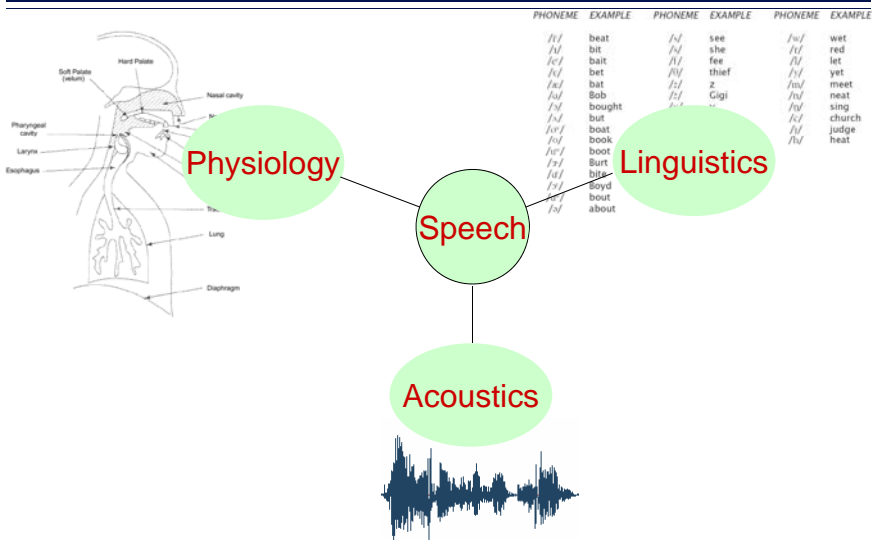 PHONEME EXAMPLE PHONEME EXAMPLE PHONEME EXAMPLE
beat see /w/ wet
/ɪ/ bit she /r/ red
bait /f/ fee /l/ let
bet thief /y/ yet
/æ/ bat z /m/ meet
Bob Gigi /n/ neat
bought v /ŋ/ sing
/ʌ/ but church
boat judge
book /h/ heat
boot
Burt
bite
Boyd
bout
/ə/ about
Hard Palate
Soft Palate
(velum)
Nasal cavity
Pharyngeal
cavity
Larynx
Esophagus
Lung
Diaphragm
Physiology
Linguistics
Speech
Acoustics